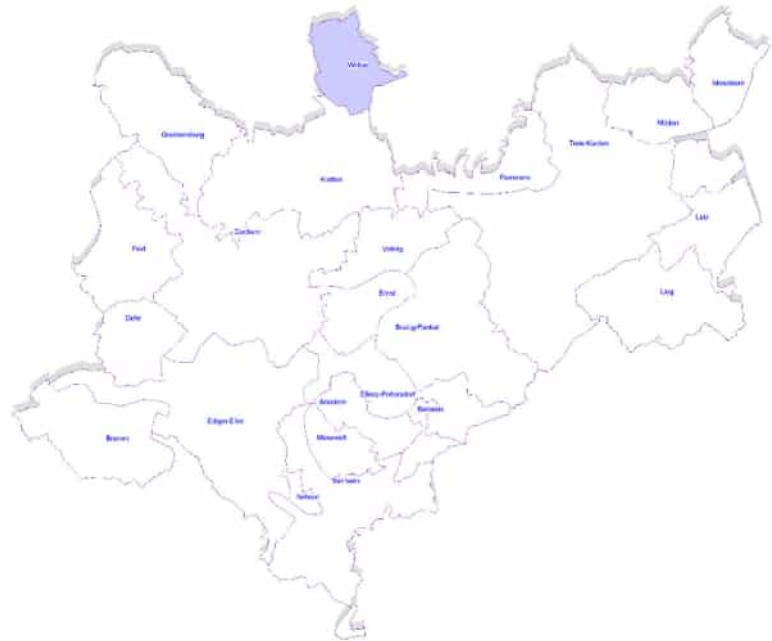 Wirfus
Moselkern
Müden
Greimersburg
Treis-Karden
Klotten
Pommern
Lütz
Cochem
Faid
Valwig
Lieg
Ernst
Dohr
Bruttig-Fankel
Ellenz-Poltersdorf
Briedern
Beilstein
Ediger-Eller
Bremm
Mesenich
Senheim
Nehren